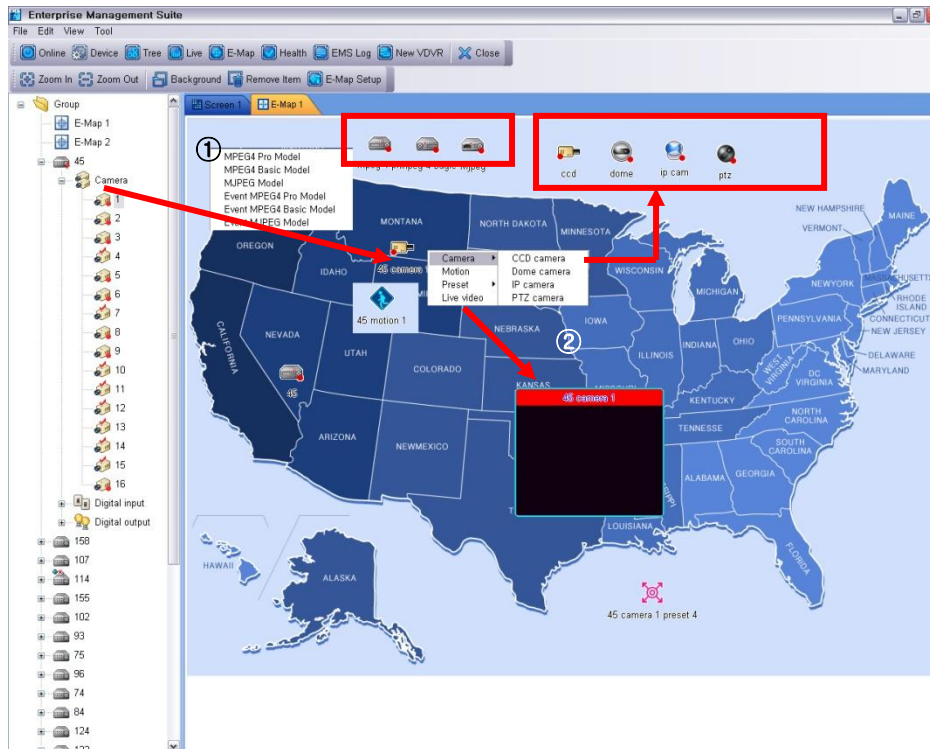 Enterprise Management Suite
File Edit View Tool
Online Device Tree Live E-Map Health EMS Log New VDVR Close
Zoom In Zoom Out Background Remove Item E-Map Setup
Group
E-Map 1
E-Map 2
45
Camera
1
2
3
4
5
6
7
8
9
10
11
12
13
14
15
16
Digital input
Digital output
158
107
114
155
102
93
75
96
74
84
124
Screen 1 E-Map 1
①
MPEG4 Pro Model
MPEG4 Basic Model
MJPEG Model
Event MPEG4 Pro Model
Event MPEG4 Basic Model
Event MJPEG Model
ccd dome ip cam ptz
MONTANA
NORTH DAKOTA
MINNESOTA
NEW HAMPSHIRE
VERMONT
MAINE
OREGON
IDAHO
45 camera 1
Camera
Motion
Preset
Live video
CCD camera
Dome camera
IP camera
PTZ camera
WISCONSIN
MICHIGAN
NEWYORK
RHODE
ISLAND
CONNECTICUT
NEW JERSEY
PENNSYLVANIA
45 motion 1
NEVADA
UTAH
CALIFORNIA
NEBRASKA
②
IOWA
ILLINOIS
INDIANA
OHIO
DELAWARE
MARYLAND
WEST
VIRGINIA
DC
VIRGINIA
COLORADO
KANSAS
45
45 camera 1
KENTUCKY
NORTH
CAROLINA
TENNESSE
SOUTH
CAROLINA
ARIZONA
NEWMEXICO
ALABAMA
GEORGIA
LOUISIANA
FLORIDA
HAWAII
ALASKA
45 camera 1 preset 4